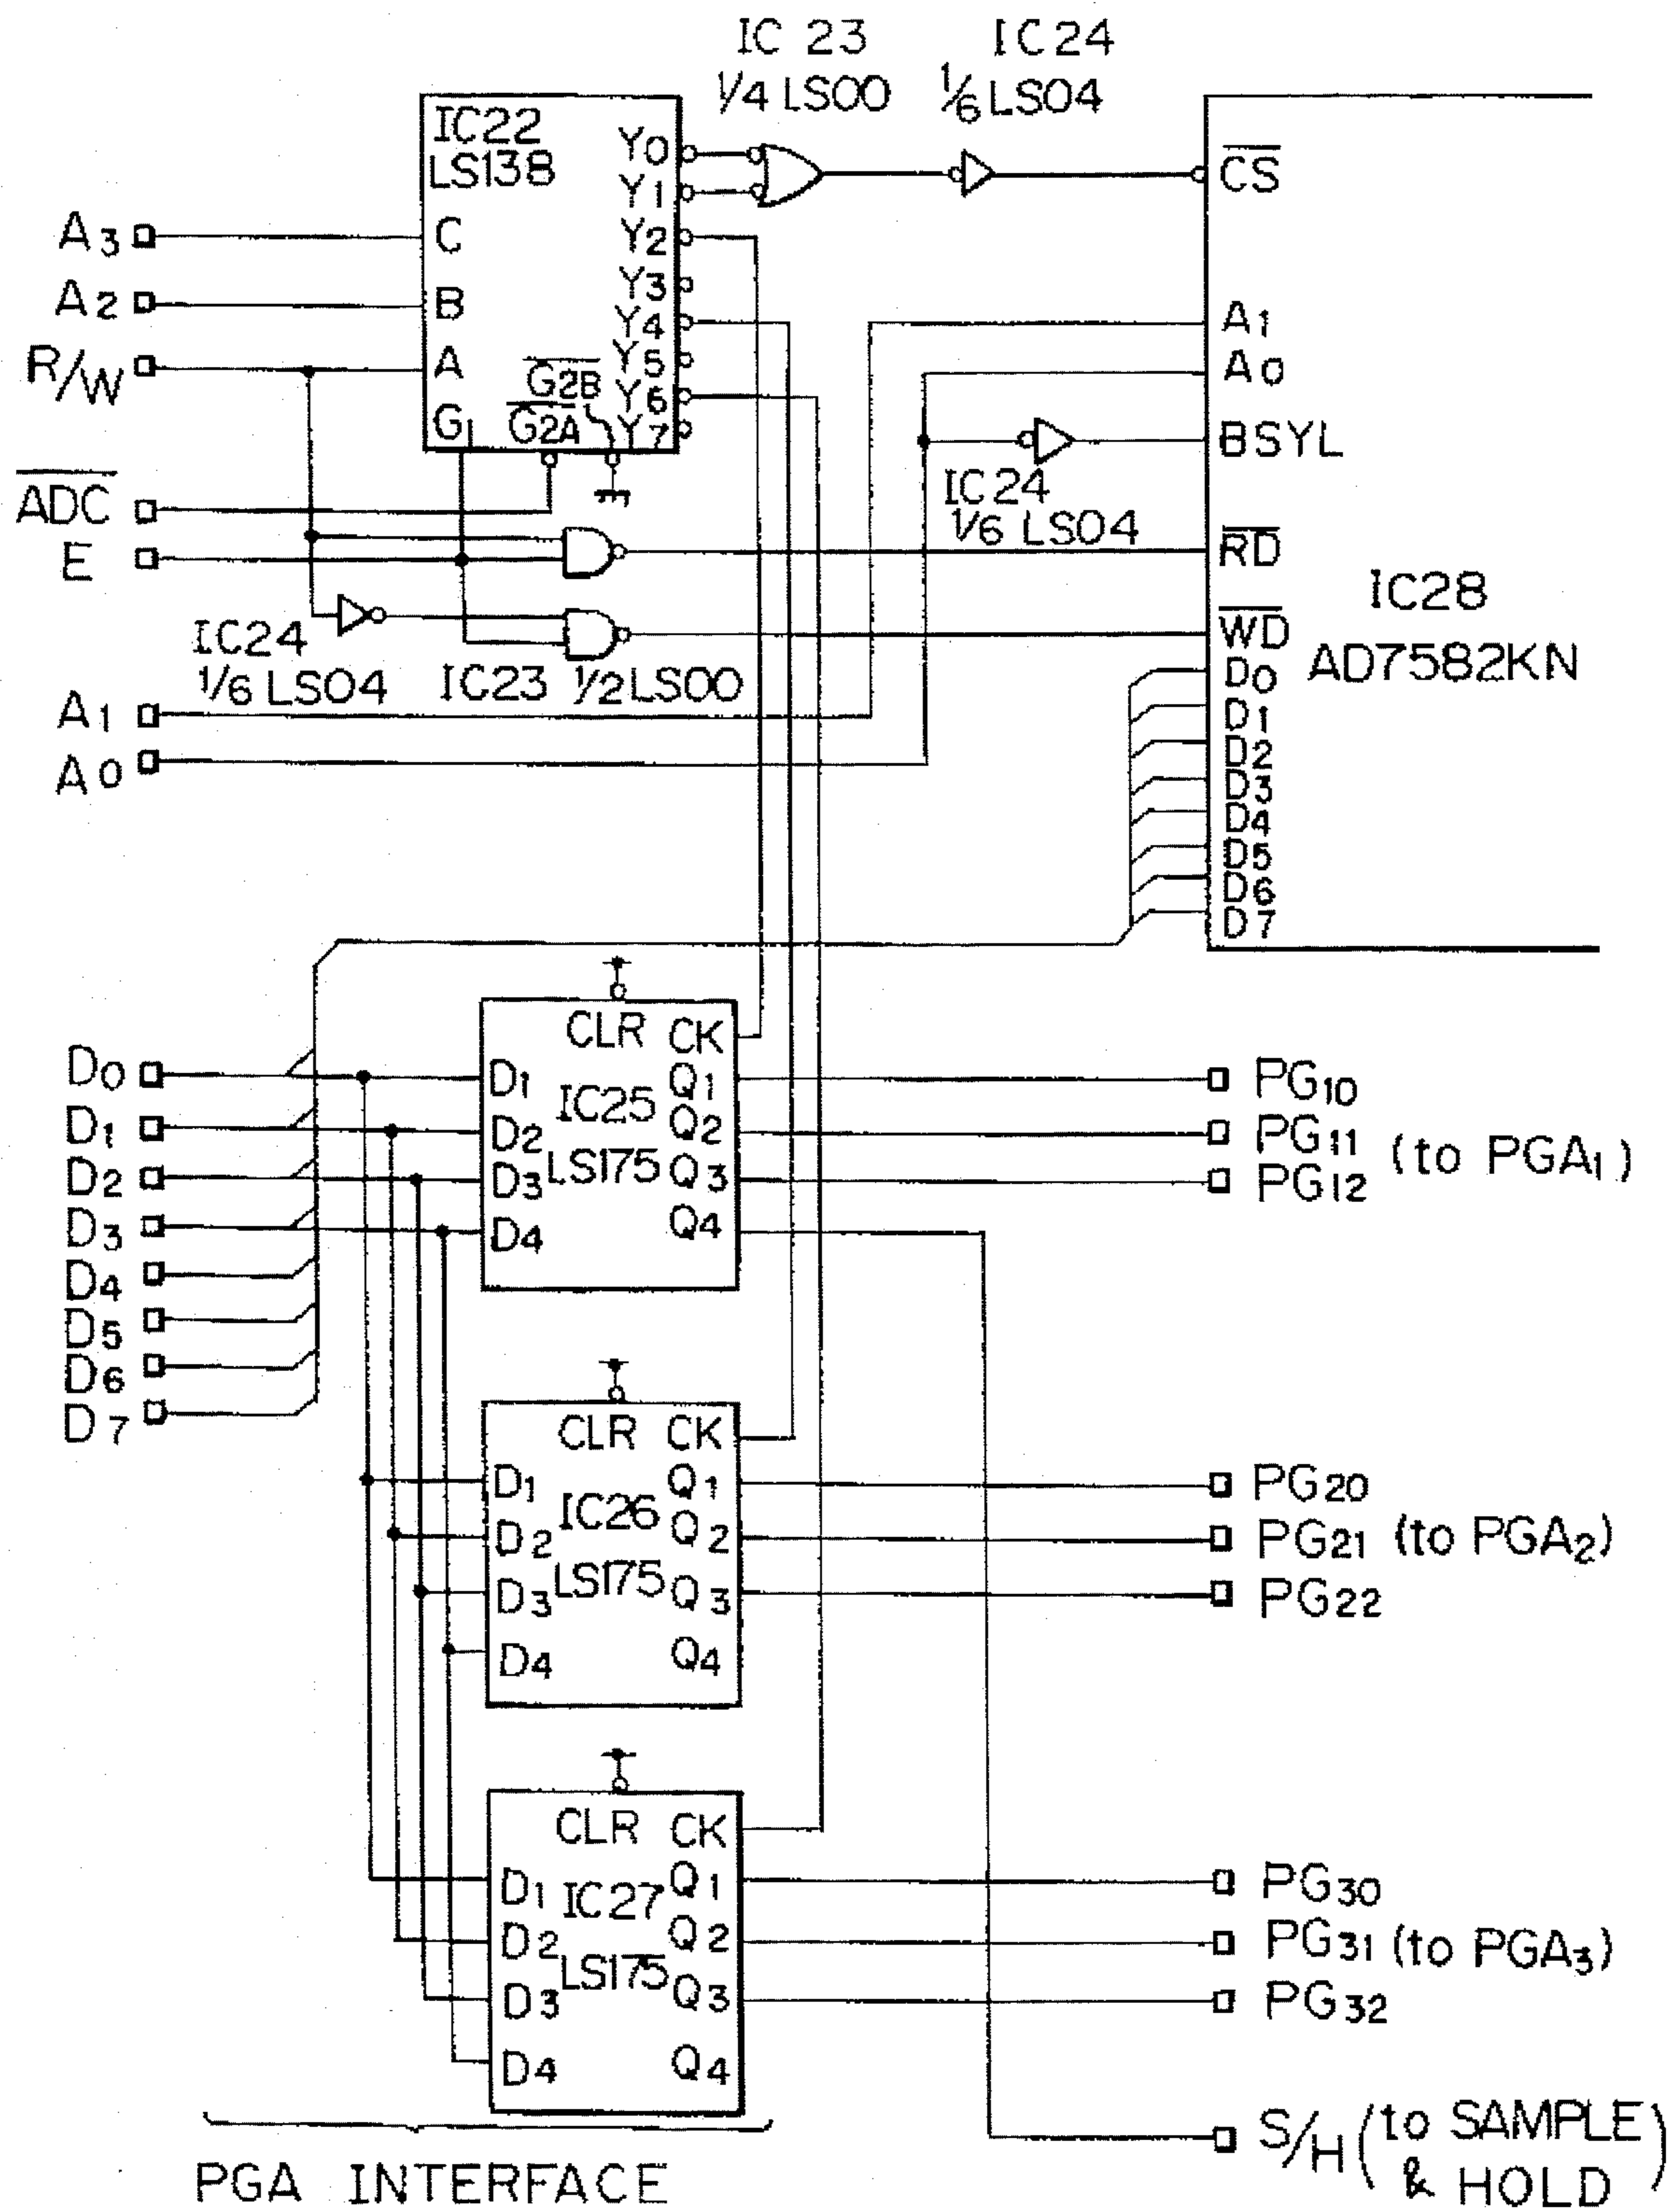 IC 23
1/4 LS00
IC24
1/6 LS04
IC22
LS138
Y0
Y1
Y2
Y3
Y4
Y5
Y6
Y7
C
B
A
G1
G2B
G2A
A3
A2
R/W
ADC
E
IC24
1/6 LS04
IC23 1/2 LS00
A1
A0
CS
A1
A0
BSYL
IC24
1/6 LS04
RD
WD
IC28
AD7582KN
D0
D1
D2
D3
D4
D5
D6
D7
D0
D1
D2
D3
D4
D5
D6
D7
CLR CK
D1 Q1
IC25
D2 Q2
LS175
D3 Q3
D4 Q4
PG10
PG11 (to PGA1)
PG12
CLR CK
D1 Q1
IC26
D2 Q2
LS175
D3 Q3
D4 Q4
PG20
PG21 (to PGA2)
PG22
CLR CK
D1 Q1
IC27
D2 Q2
LS175
D3 Q3
D4 Q4
PG30
PG31 (to PGA3)
PG32
S/H (to SAMPLE
& HOLD)
PGA INTERFACE